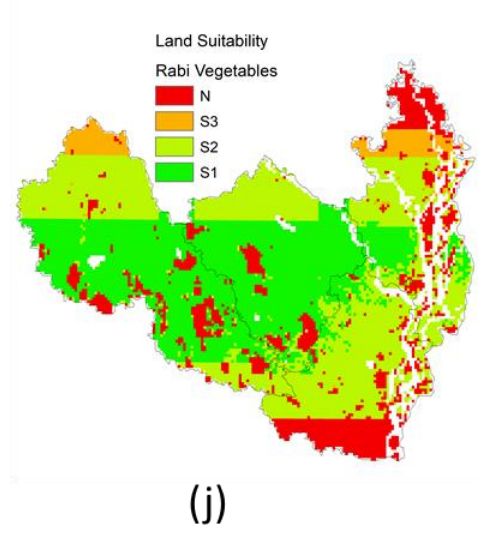 Land Suitability
Rabi Vegetables
N
S3
S2
S1
(j)